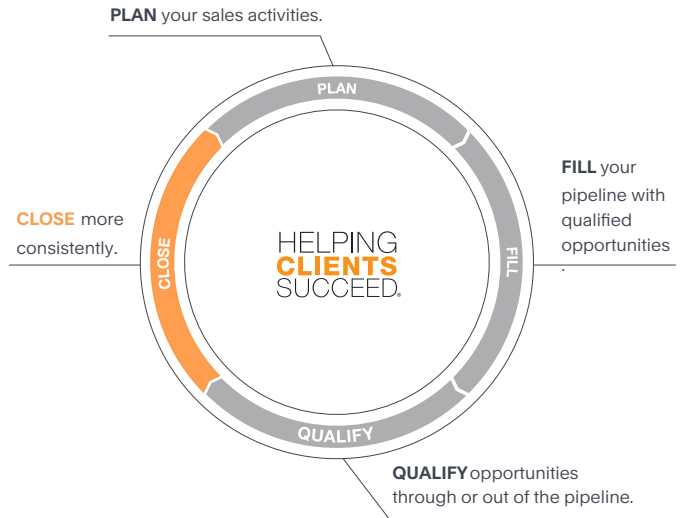 PLAN your sales activities.
PLAN
FILL your
pipeline with
qualified
opportunities
.
FILL
CLOSE more
consistently.
CLOSE
HELPING
CLIENTS
SUCCEED®
QUALIFY
QUALIFY opportunities
through or out of the pipeline.